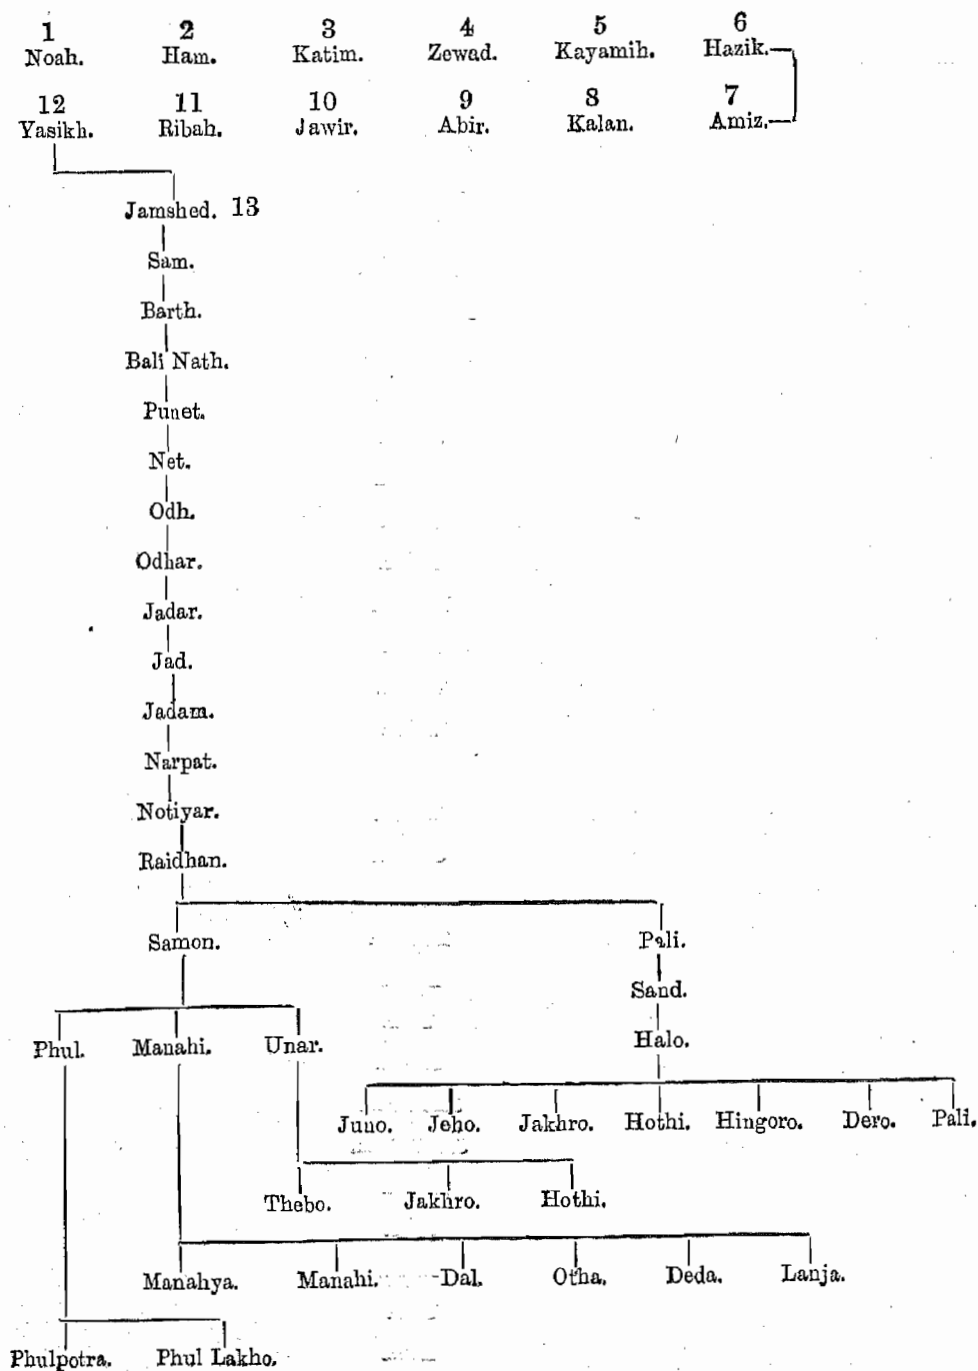 1 2 3 4 5 6
Noah. Ham. Katim. Zewad. Kayamih. Hazik.
12 11 10 9 8 7
Yasikh. Ribah. Jawir. Abir. Kalan. Amiz.
Jamshed. 13
Sam.
Barth.
Bali Nath.
Punet.
Net.
Odh.
Odhar.
Jadar.
Jad.
Jadam.
Narpat.
Notiyar.
Raidhan.
Samon. Pali.
Sand.
Phul. Manahi. Unar. Halo.
Juno. Jeho. Jakhro. Hothi. Hingoro. Dero. Pali.
Thebo. Jakhro. Hothi.
Manahya. Manahi. Dal. Otha. Deda. Lanja.
Phulpotra. Phul Lakho.